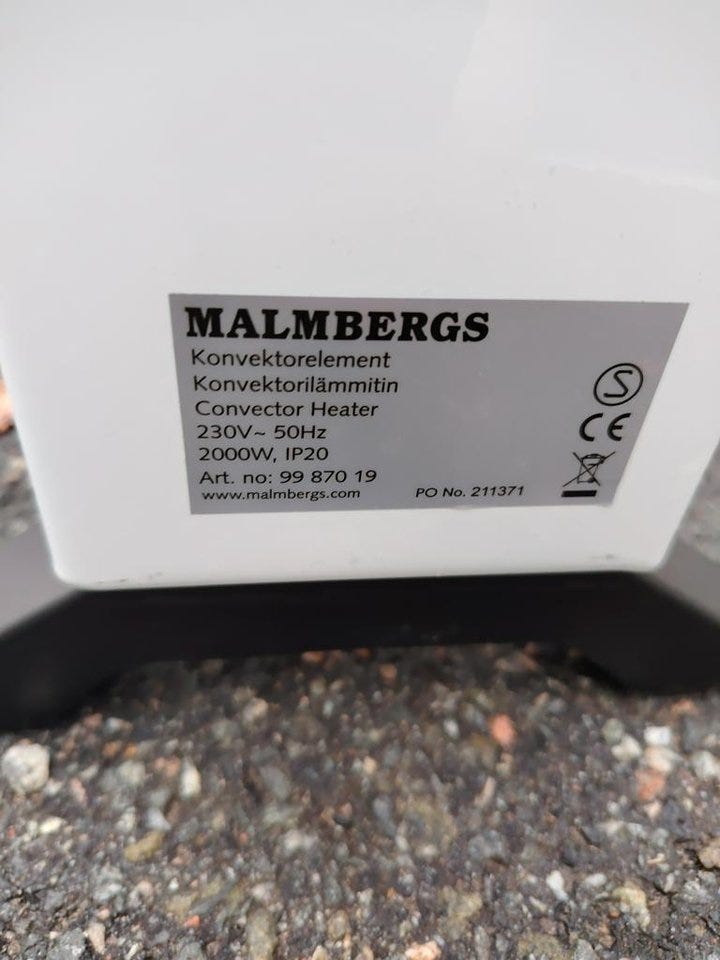 MALMBERGS
Konvektorelement
Konvektorilämmitin
Convector Heater
230V~ 50Hz
2000W, IP20
Art. no: 99 870 19
www.malmbergs.com PO No. 211371
S
CE